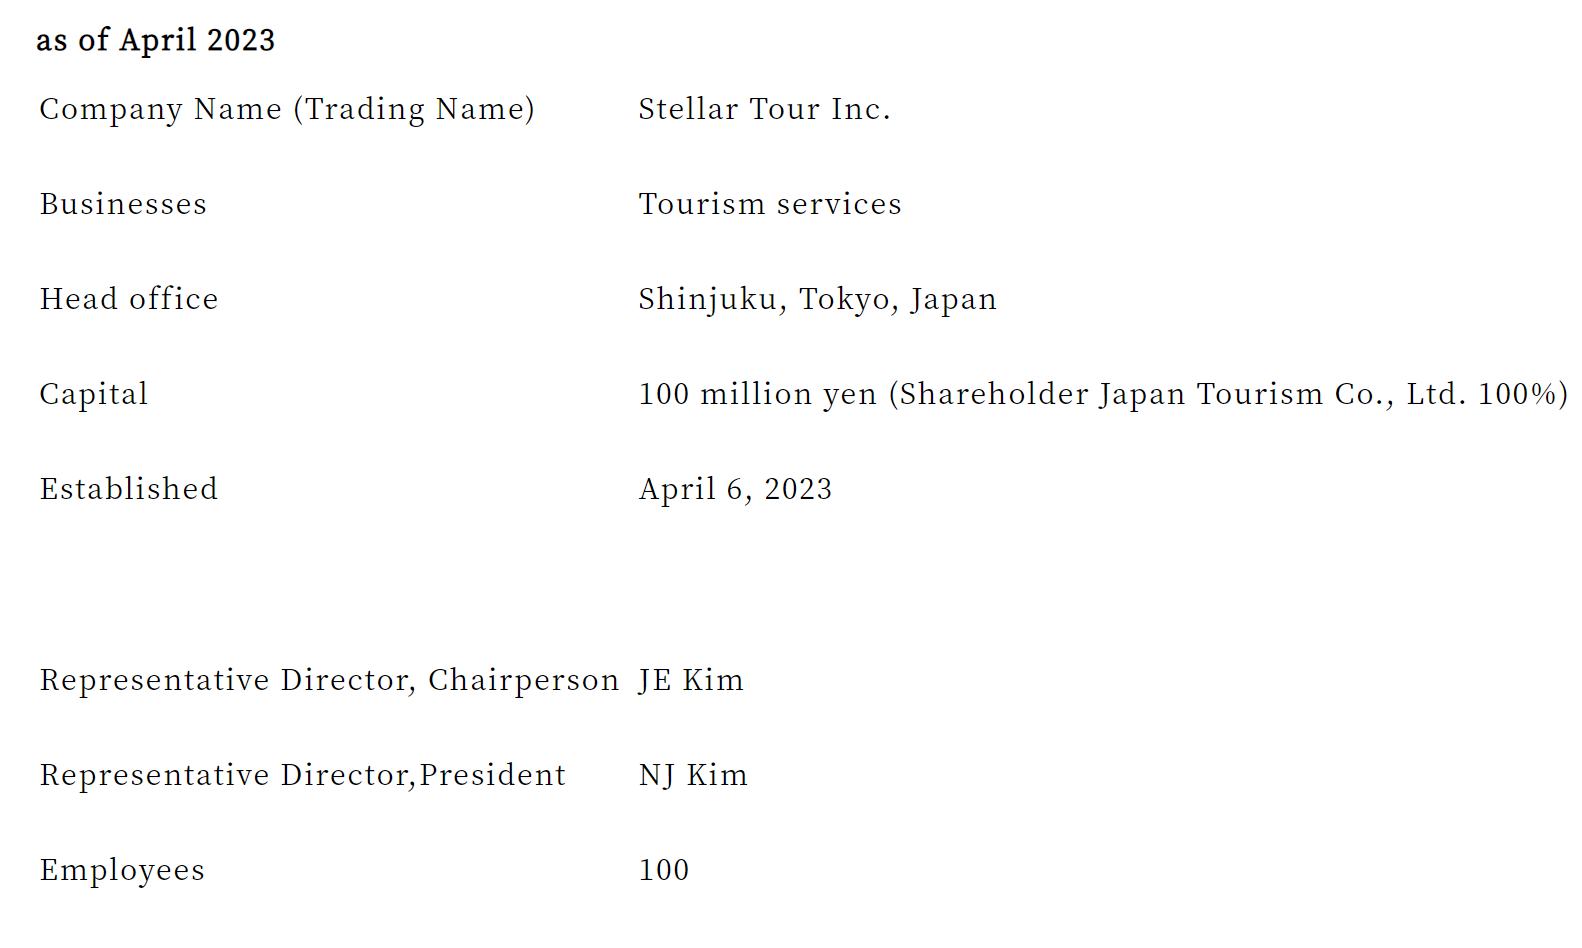 as of April 2023
Company Name (Trading Name) Stellar Tour Inc.
Businesses Tourism services
Head office Shinjuku, Tokyo, Japan
Capital 100 million yen (Shareholder Japan Tourism Co., Ltd. 100%)
Established April 6, 2023
Representative Director, Chairperson JE Kim
Representative Director,President NJ Kim
Employees 100